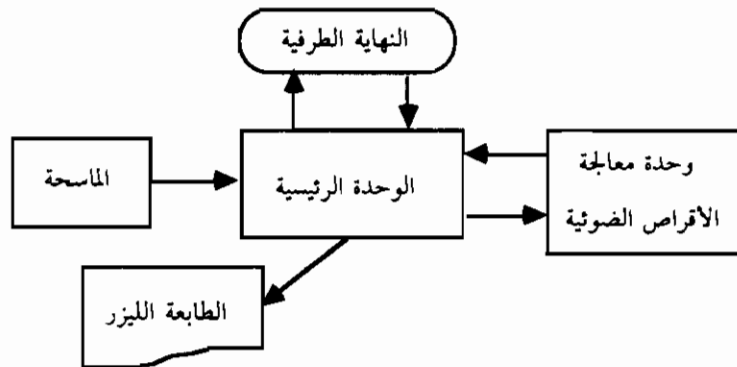 النهاية الطرفية
وحدة معالجة
الأقراص الضوئية
الوحدة الرئيسية
الماسحة
الطابعة الليزر